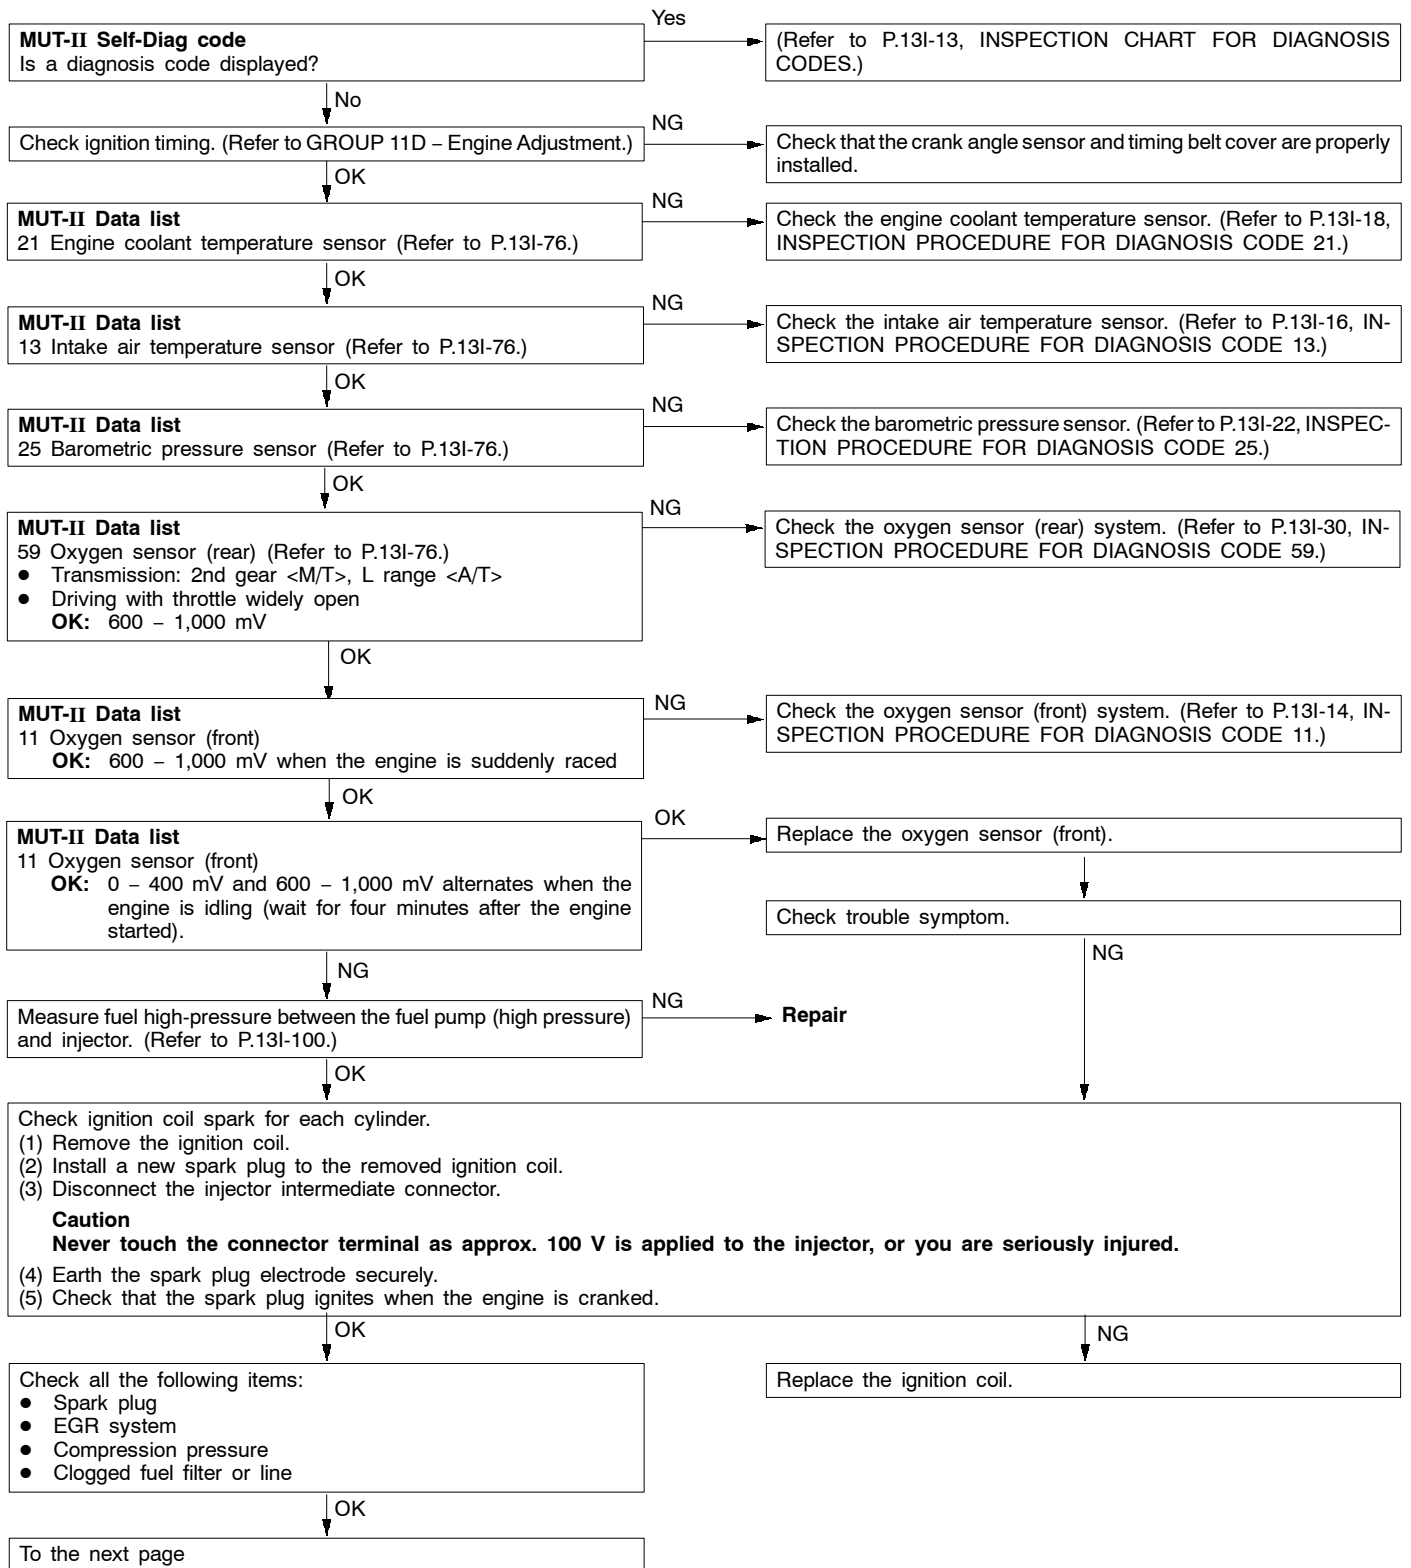 Yes
MUT-II Self-Diag code
Is a diagnosis code displayed?
(Refer to P.13I-13, INSPECTION CHART FOR DIAGNOSIS
CODES.)
No
Check ignition timing. (Refer to GROUP 11D – Engine Adjustment.)
NG
Check that the crank angle sensor and timing belt cover are properly
installed.
OK
MUT-II Data list
21 Engine coolant temperature sensor (Refer to P.13I-76.)
NG
Check the engine coolant temperature sensor. (Refer to P.13I-18,
INSPECTION PROCEDURE FOR DIAGNOSIS CODE 21.)
OK
MUT-II Data list
13 Intake air temperature sensor (Refer to P.13I-76.)
NG
Check the intake air temperature sensor. (Refer to P.13I-16, IN-
SPECTION PROCEDURE FOR DIAGNOSIS CODE 13.)
OK
MUT-II Data list
25 Barometric pressure sensor (Refer to P.13I-76.)
NG
Check the barometric pressure sensor. (Refer to P.13I-22, INSPEC-
TION PROCEDURE FOR DIAGNOSIS CODE 25.)
OK
MUT-II Data list
59 Oxygen sensor (rear) (Refer to P.13I-76.)
● Transmission: 2nd gear <M/T>, L range <A/T>
● Driving with throttle widely open
OK: 600 – 1,000 mV
NG
Check the oxygen sensor (rear) system. (Refer to P.13I-30, IN-
SPECTION PROCEDURE FOR DIAGNOSIS CODE 59.)
OK
MUT-II Data list
11 Oxygen sensor (front)
OK: 600 – 1,000 mV when the engine is suddenly raced
NG
Check the oxygen sensor (front) system. (Refer to P.13I-14, IN-
SPECTION PROCEDURE FOR DIAGNOSIS CODE 11.)
OK
MUT-II Data list
11 Oxygen sensor (front)
OK: 0 – 400 mV and 600 – 1,000 mV alternates when the
engine is idling (wait for four minutes after the engine
started).
OK
Replace the oxygen sensor (front).
Check trouble symptom.
NG
NG
Measure fuel high-pressure between the fuel pump (high pressure)
and injector. (Refer to P.13I-100.)
NG
Repair
OK
Check ignition coil spark for each cylinder.
(1) Remove the ignition coil.
(2) Install a new spark plug to the removed ignition coil.
(3) Disconnect the injector intermediate connector.
Caution
Never touch the connector terminal as approx. 100 V is applied to the injector, or you are seriously injured.
(4) Earth the spark plug electrode securely.
(5) Check that the spark plug ignites when the engine is cranked.
OK
NG
Check all the following items:
● Spark plug
● EGR system
● Compression pressure
● Clogged fuel filter or line
Replace the ignition coil.
OK
To the next page